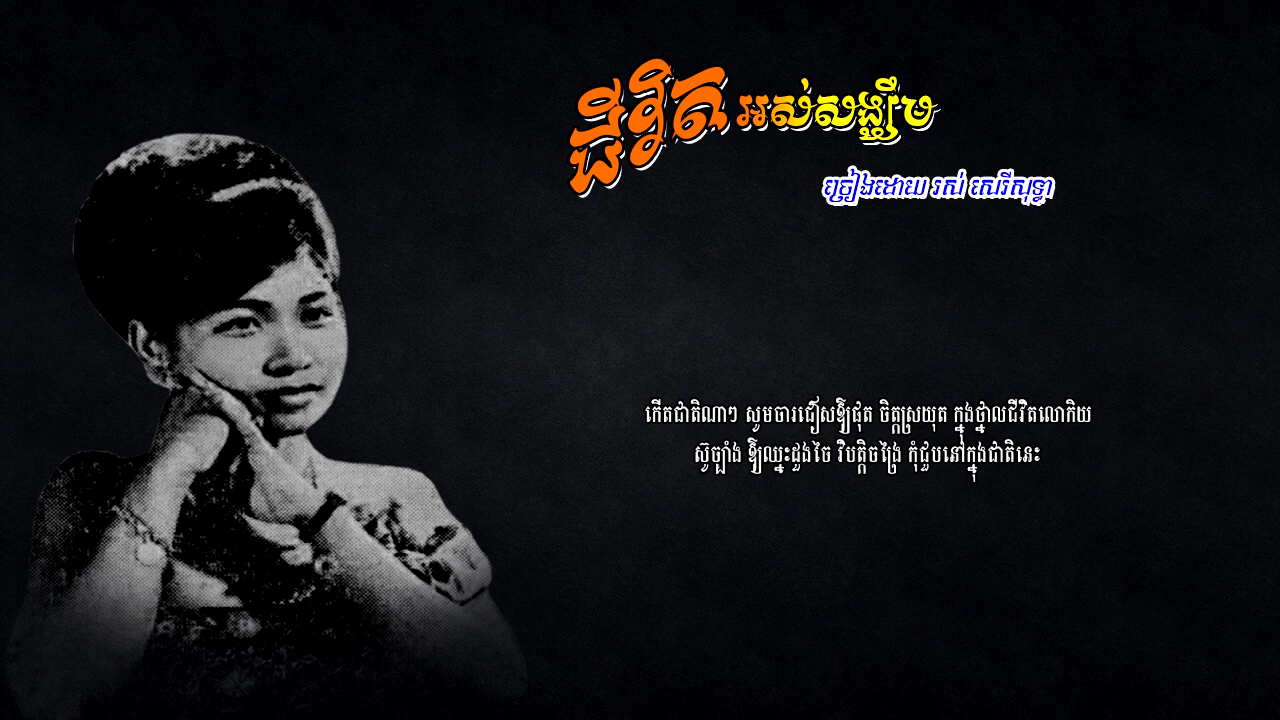 ជីវិត អស់សង្ឃឹម
ច្រៀងដោយ រស់ សេរីសុទ្ធា
កើតជាតិណាៗ សូមចារជៀសឱ្យផុត ចិត្តស្រយុត ក្នុងថ្នាលជីវិតលោកិយ
ស៊ូច្បាំង ឱ្យឈ្នះដួងចៃ វិបត្តិចង្រៃ កុំជួបនៅក្នុងជាតិនេះ